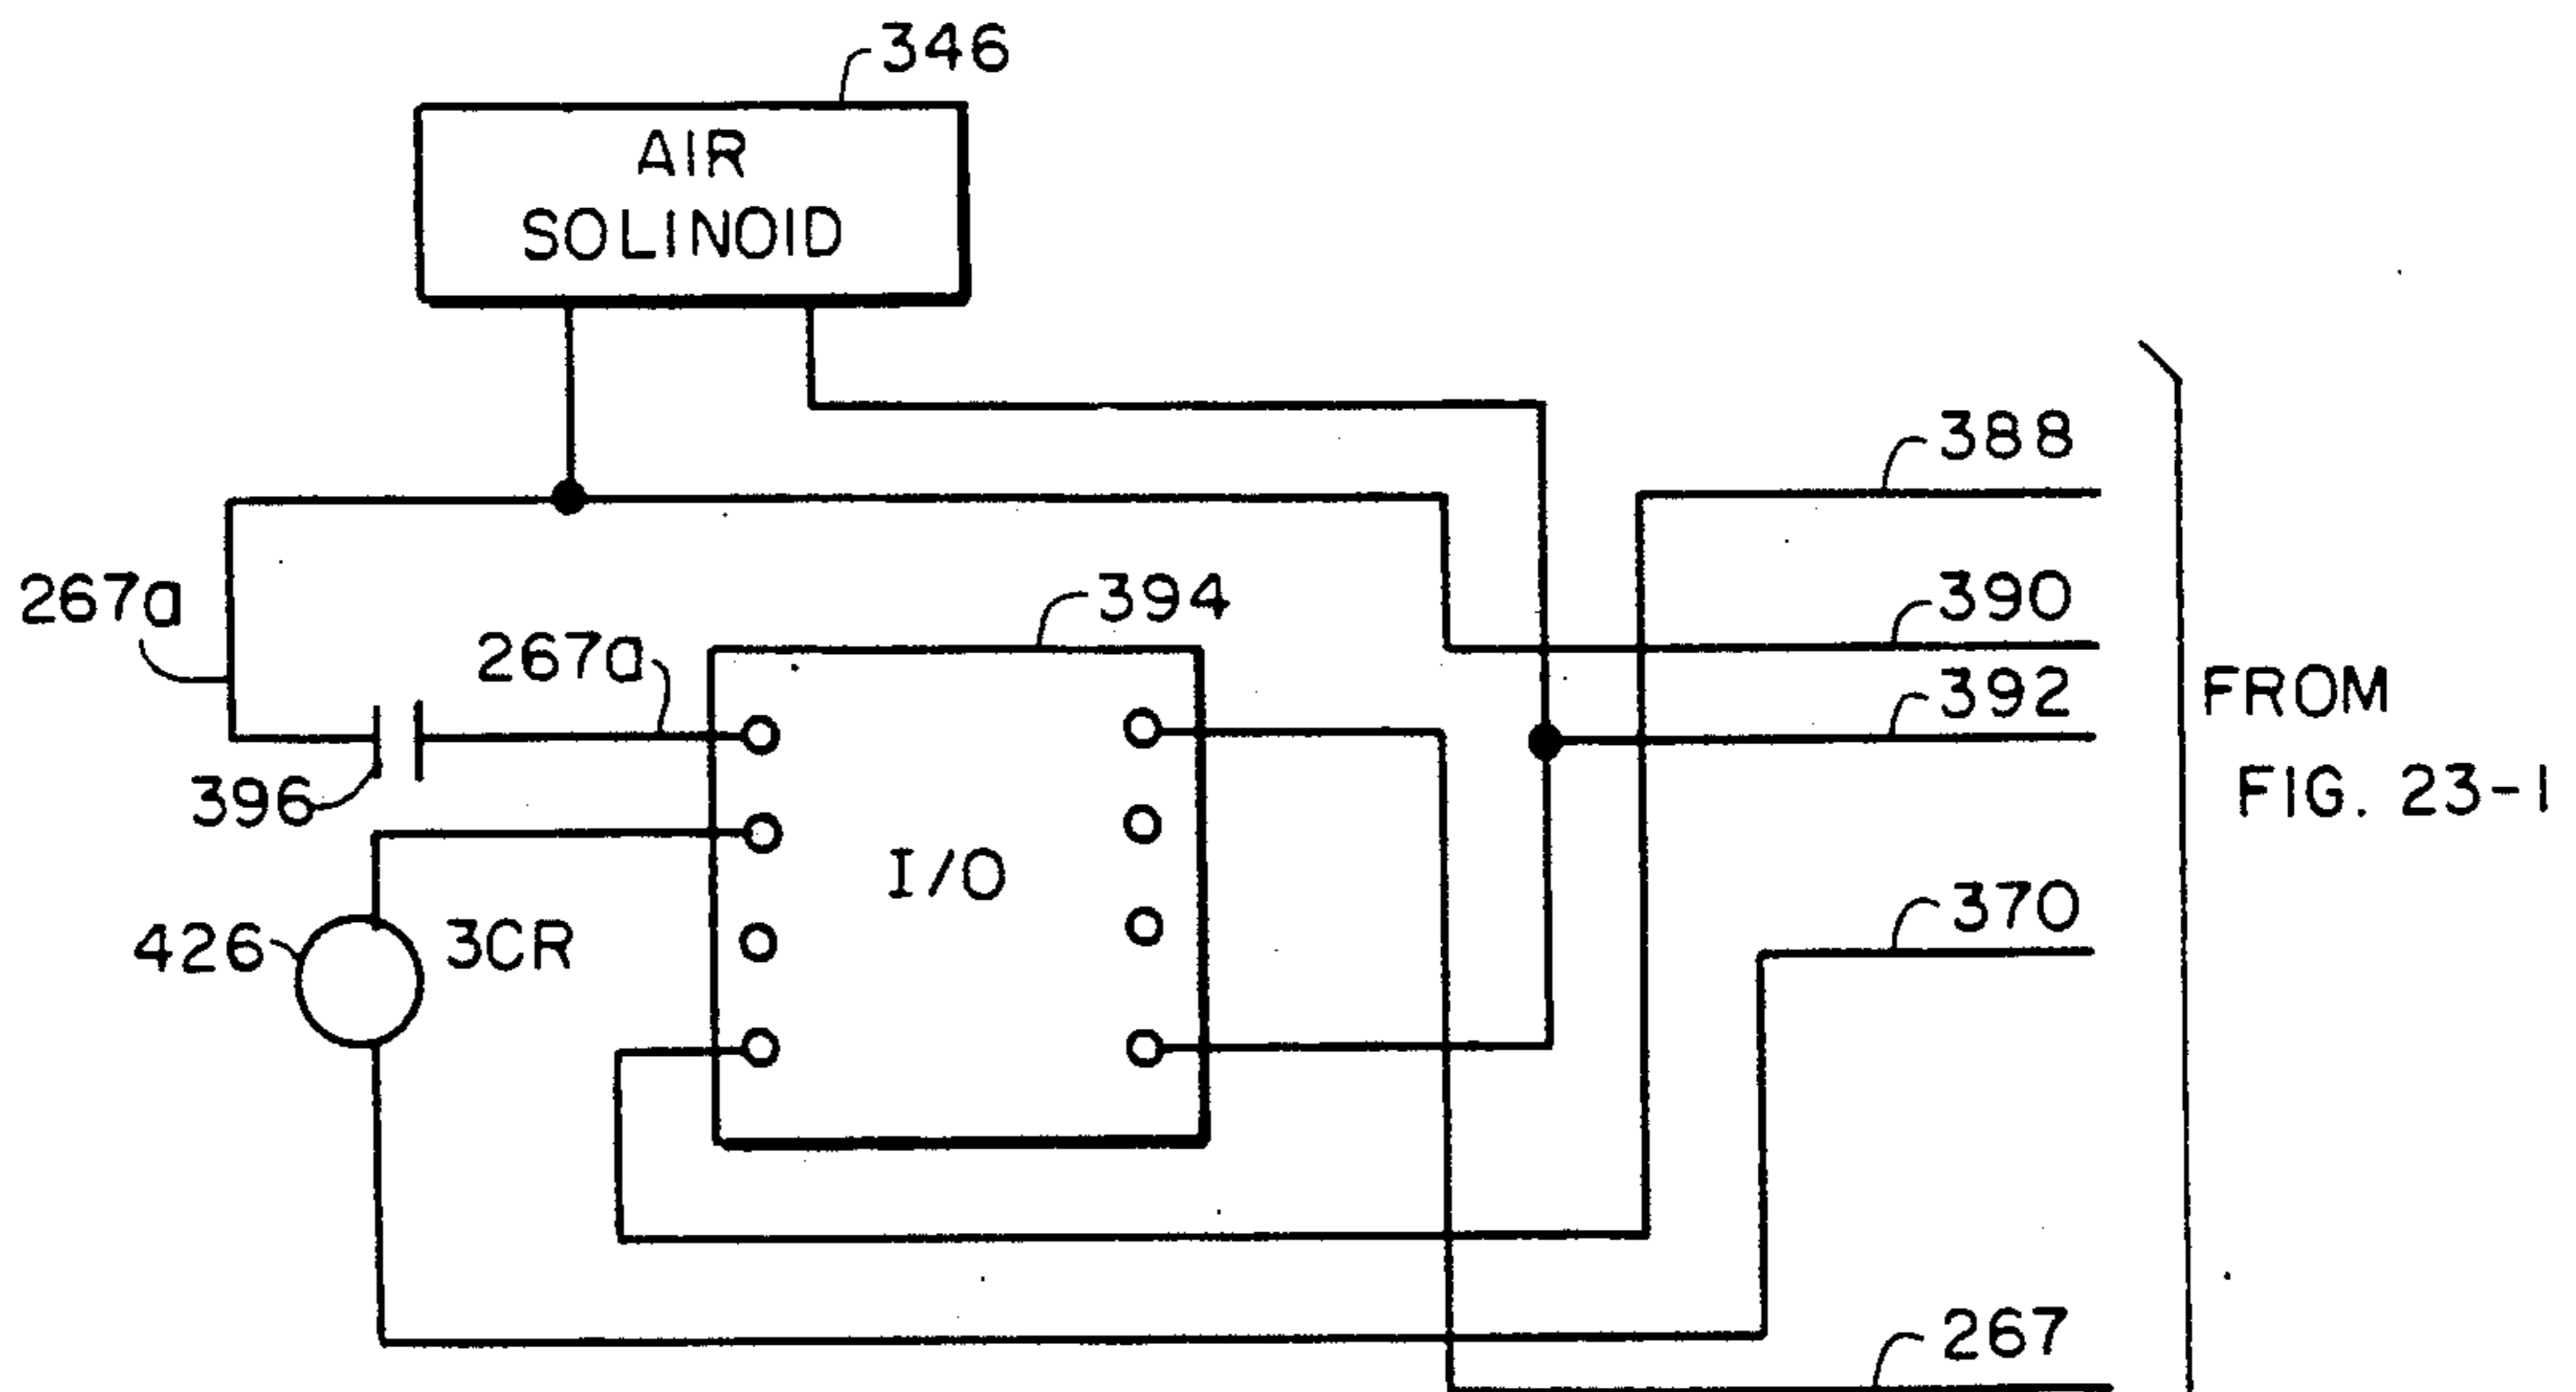 346
AIR
SOLINOID
388
267a
394
390
267a
392
FROM
396
FIG. 23-1
I/O
370
426
3CR
267